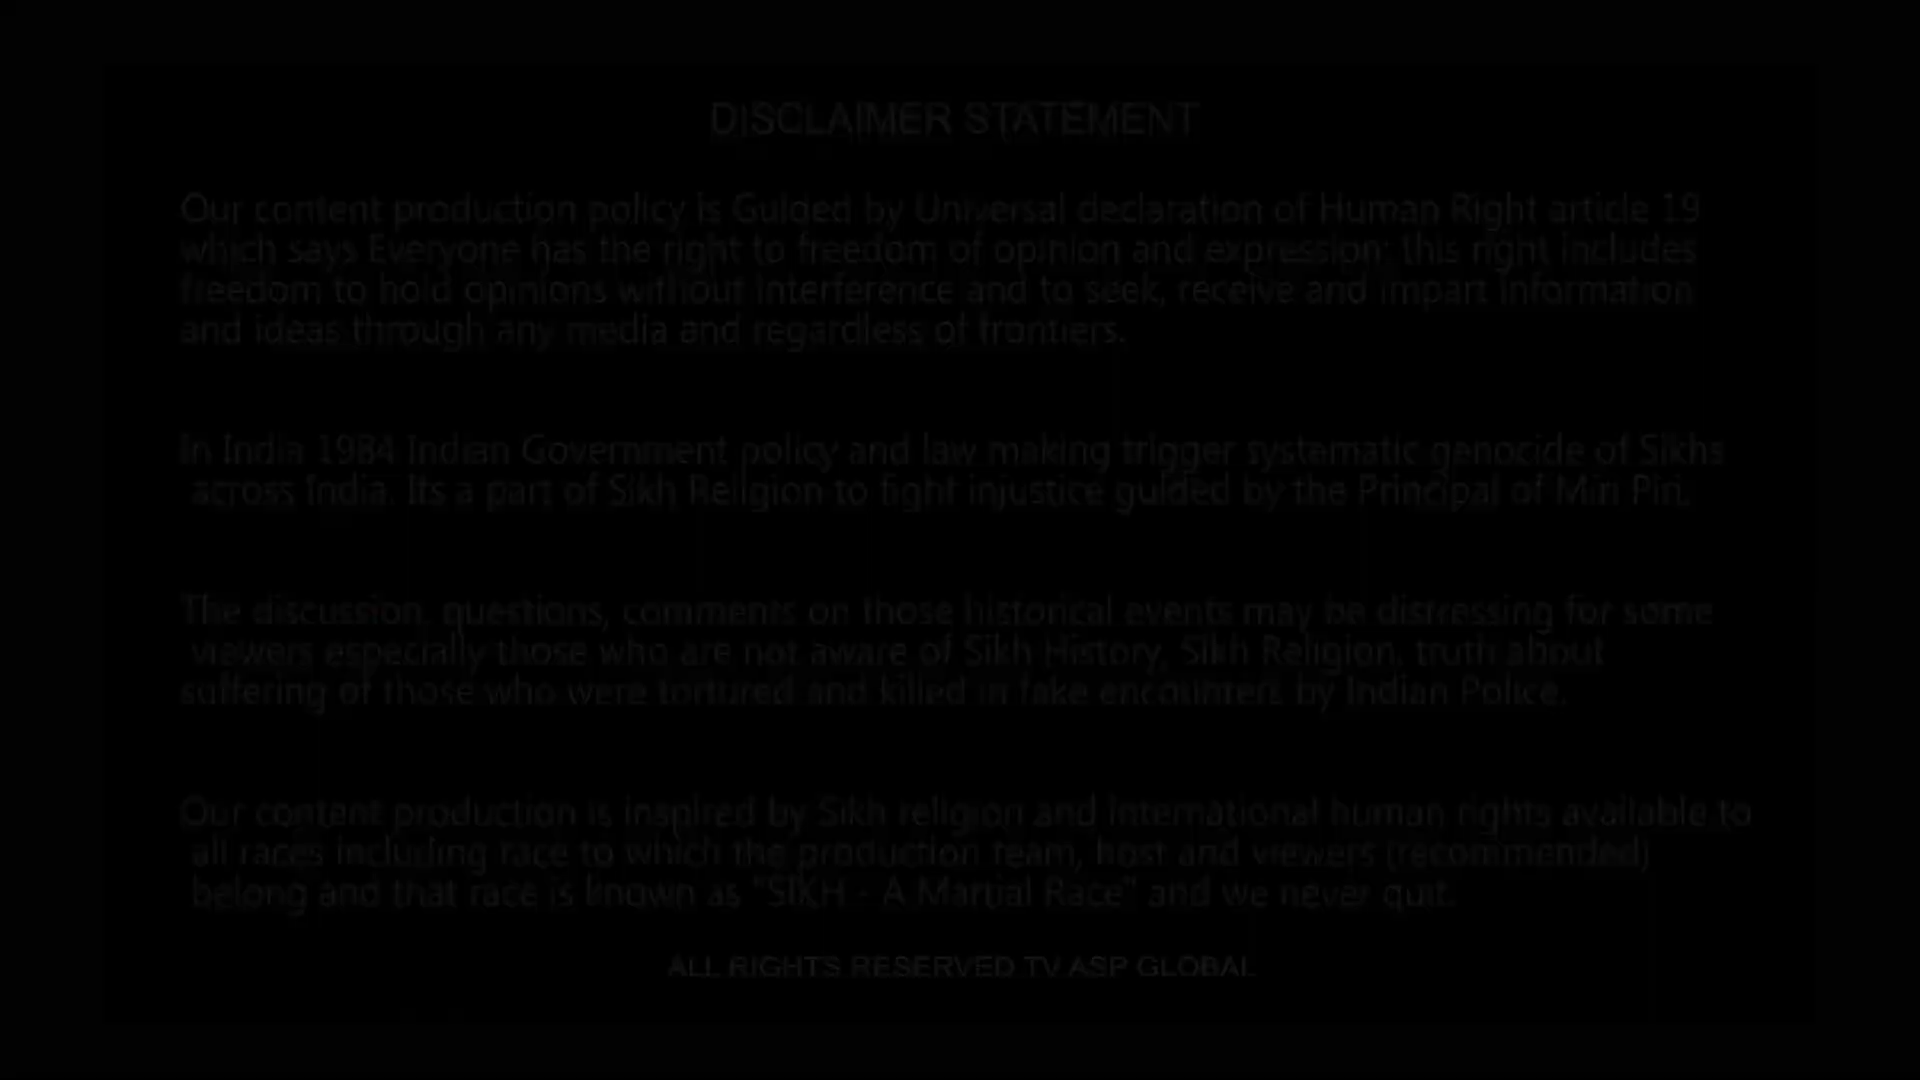 DISCLAIMER STATEMENT
Our content production policy is Guided by Universal declaration of Human Right article 19
which says Everyone has the right to freedom of opinion and expression; this right includes
freedom to hold opinions without interference and to seek, receive and impart information
and ideas through any media and regardless of frontiers.
In India 1984 Indian Government policy and law making trigger systematic genocide of Sikhs
across India. Its a part of Sikh Religion to fight injustice guided by the Principal of Miri Piri.
The discussion, questions, comments on those historical events may be distressing for some
viewers especially those who are not aware of Sikh History, Sikh Religion, truth about
suffering of those who were tortured and killed in fake encounters by Indian Police.
Our content production is inspired by Sikh religion and International human rights available to
all races including race to which the production team, host and viewers (recommended)
belong and that race is known as "SIKH - A Martial Race" and we never quit.
ALL RIGHTS RESERVED TV ASP GLOBAL